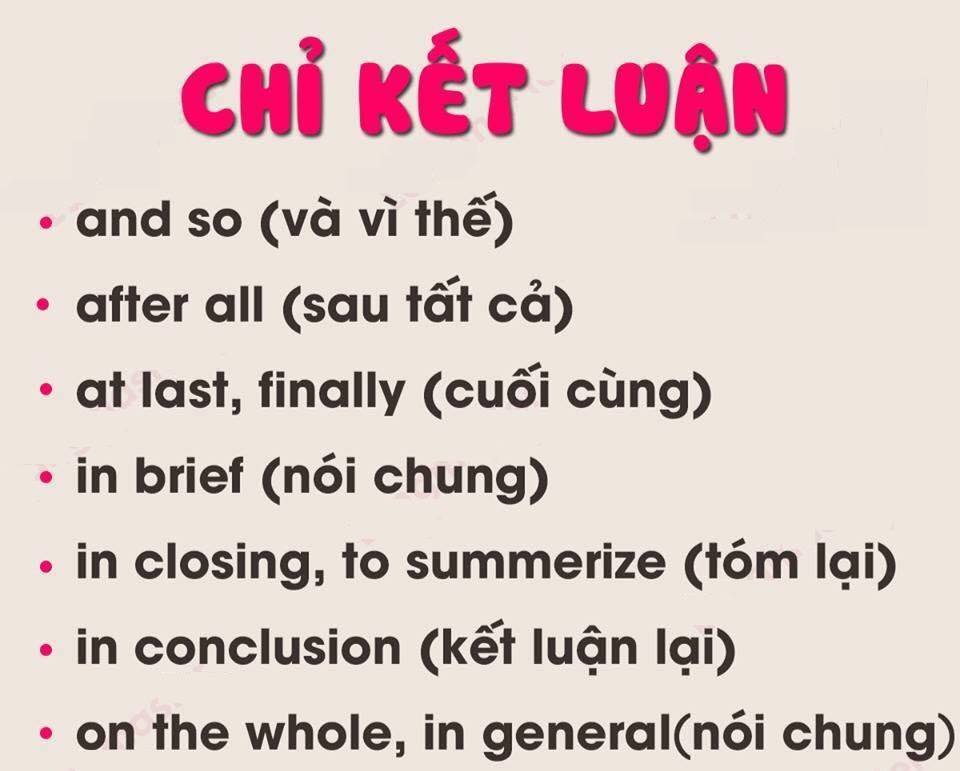 CHỈ KẾT LUẬN
• and so (và vì thế)
• after all (sau tất cả)
• at last, finally (cuối cùng)
• in brief (nói chung)
• in closing, to summerize (tóm lại)
• in conclusion (kết luận lại)
• on the whole, in general(nói chung)